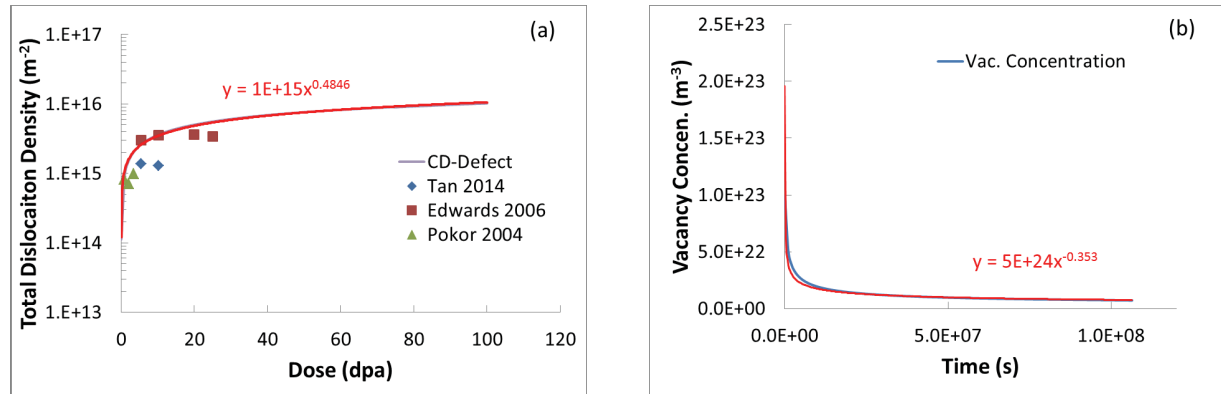 (a)
Total Dislocaiton Density (m-2)
1.E+17
1.E+16
1.E+15
1.E+14
1.E+13
y = 1E+15x0.4846
CD-Defect
Tan 2014
Edwards 2006
Pokor 2004
0 20 40 60 80 100 120
Dose (dpa)
(b)
Vacancy Concen. (m-3)
2.5E+23
2.0E+23
1.5E+23
1.0E+23
5.0E+22
0.0E+00
Vac. Concentration
y = 5E+24x-0.353
0.0E+00 5.0E+07 1.0E+08
Time (s)